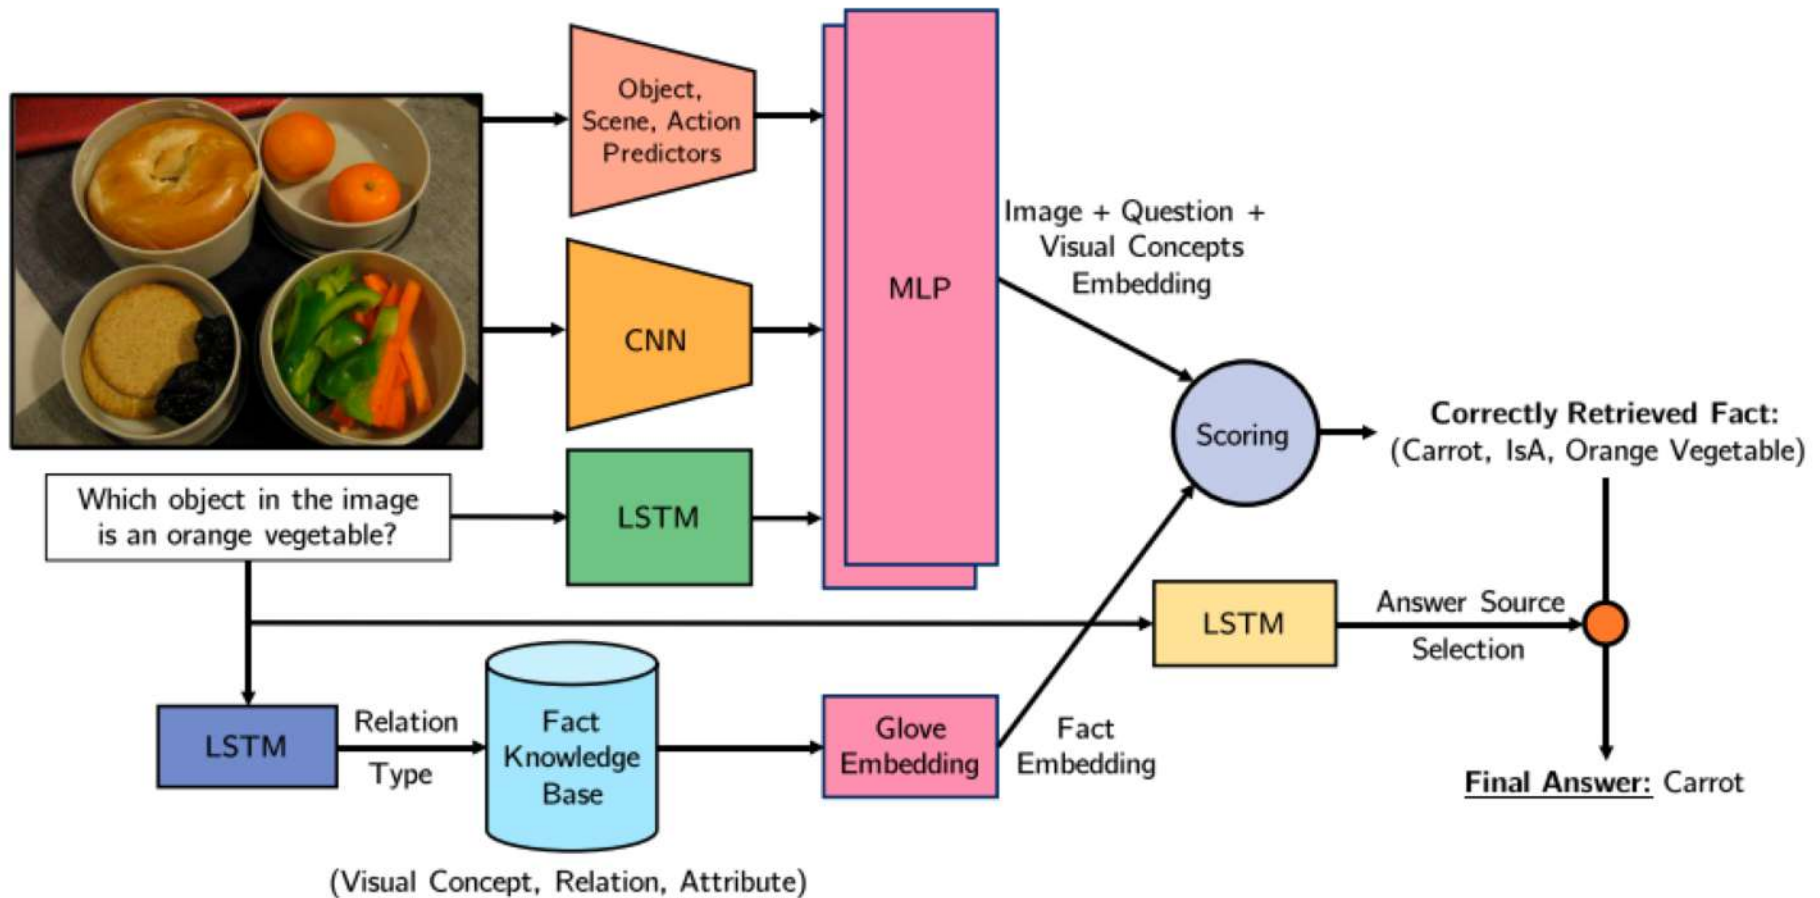 Object,
Scene, Action
Predictors
CNN
LSTM
MLP
Image + Question +
Visual Concepts
Embedding
Scoring
Correctly Retrieved Fact:
(Carrot, IsA, Orange Vegetable)
Which object in the image
is an orange vegetable?
LSTM
Answer Source
Selection
LSTM
Relation
Type
Fact
Knowledge
Base
Glove
Embedding
Fact
Embedding
Final Answer: Carrot
(Visual Concept, Relation, Attribute)